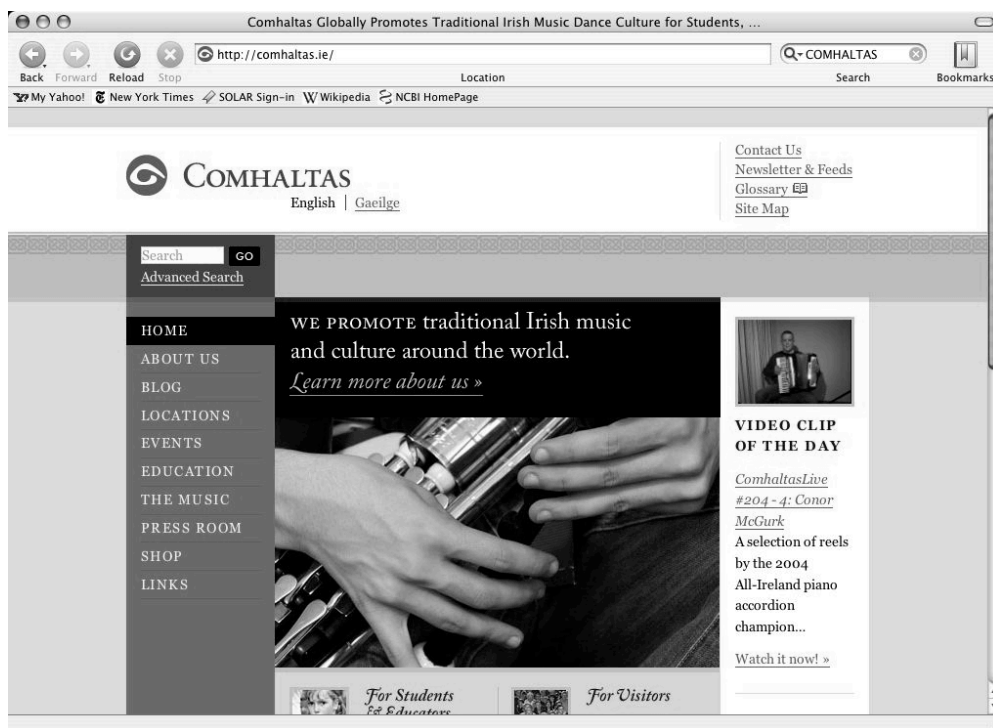 Comhaltas Globally Promotes Traditional Irish Music Dance Culture for Students, ...
Back Forward Reload Stop
http://comhaltas.ie/
Location
COMHALTAS
Search
Bookmarks
My Yahoo! New York Times SOLAR Sign-in Wikipedia NCBI HomePage
COMHALTAS
English | Gaeilge
Contact Us
Newsletter & Feeds
Glossary
Site Map
Search GO
Advanced Search
HOME
ABOUT US
BLOG
LOCATIONS
EVENTS
EDUCATION
THE MUSIC
PRESS ROOM
SHOP
LINKS
WE PROMOTE traditional Irish music
and culture around the world.
Learn more about us »
VIDEO CLIP
OF THE DAY
ComhaltasLive
#204 - 4: Conor
McGurk
A selection of reels
by the 2004
All-Ireland piano
accordion
champion...
Watch it now! »
For Students
& Educators
For Visitors